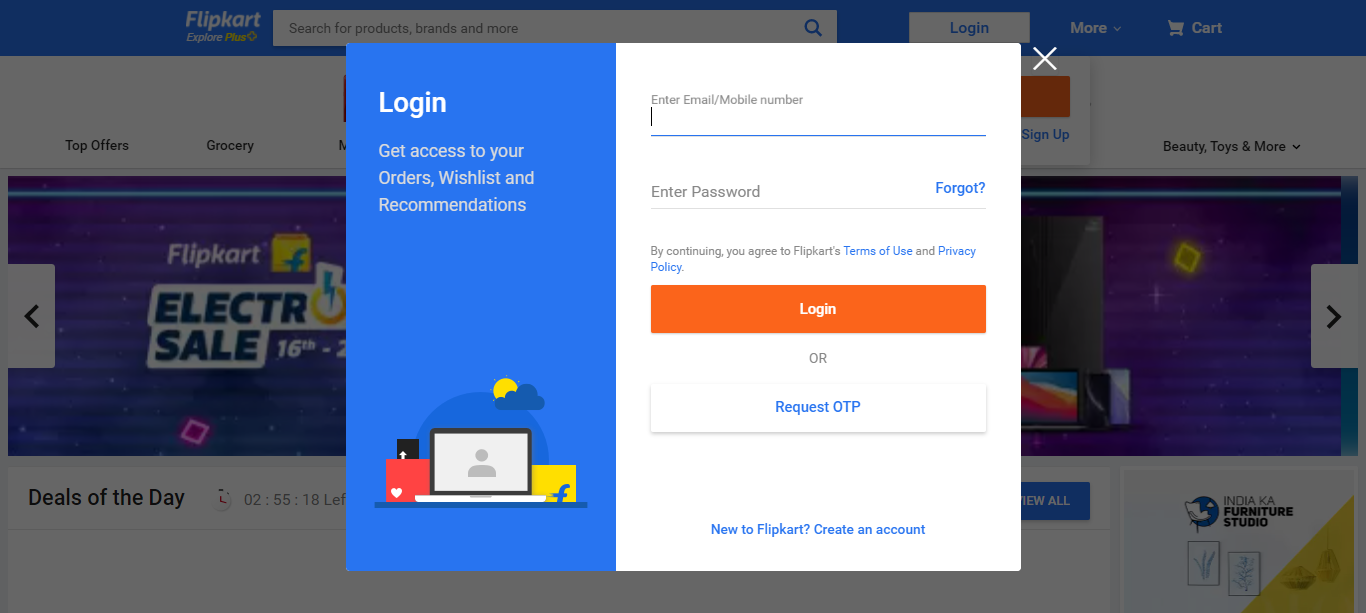 Flipkart
Explore Plus
Search for products, brands and more
Login
More
Cart
Login
Get access to your
Orders, Wishlist and
Recommendations
Enter Email/Mobile number
Enter Password
Forgot?
By continuing, you agree to Flipkart's Terms of Use and Privacy
Policy.
Login
OR
Request OTP
New to Flipkart? Create an account
Sign Up
Top Offers
Grocery
Beauty, Toys & More
Flipkart
ELECTR
SALE 16th - 2
Deals of the Day
02 : 55 : 18 Lef
VIEW ALL
INDIA KA
FURNITURE
STUDIO